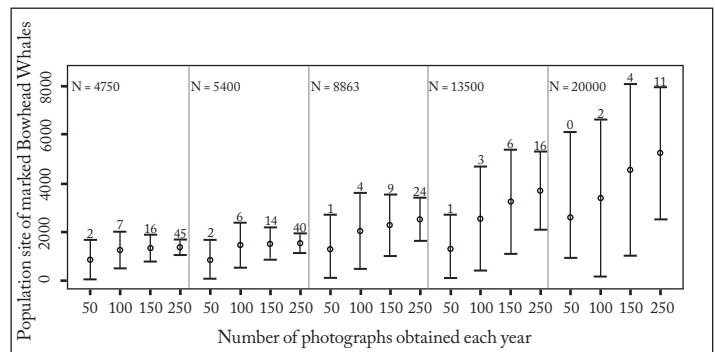 Population site of marked Bowhead Whales
8000
6000
4000
2000
0
N = 4750
N = 5400
N = 8863
N = 13500
N = 20000
2 7 16 45
2 6 14 40
1 4 9 24
1 3 6 16
0 2 4 11
50 100 150 250 50 100 150 250 50 100 150 250 50 100 150 250 50 100 150 250
Number of photographs obtained each year